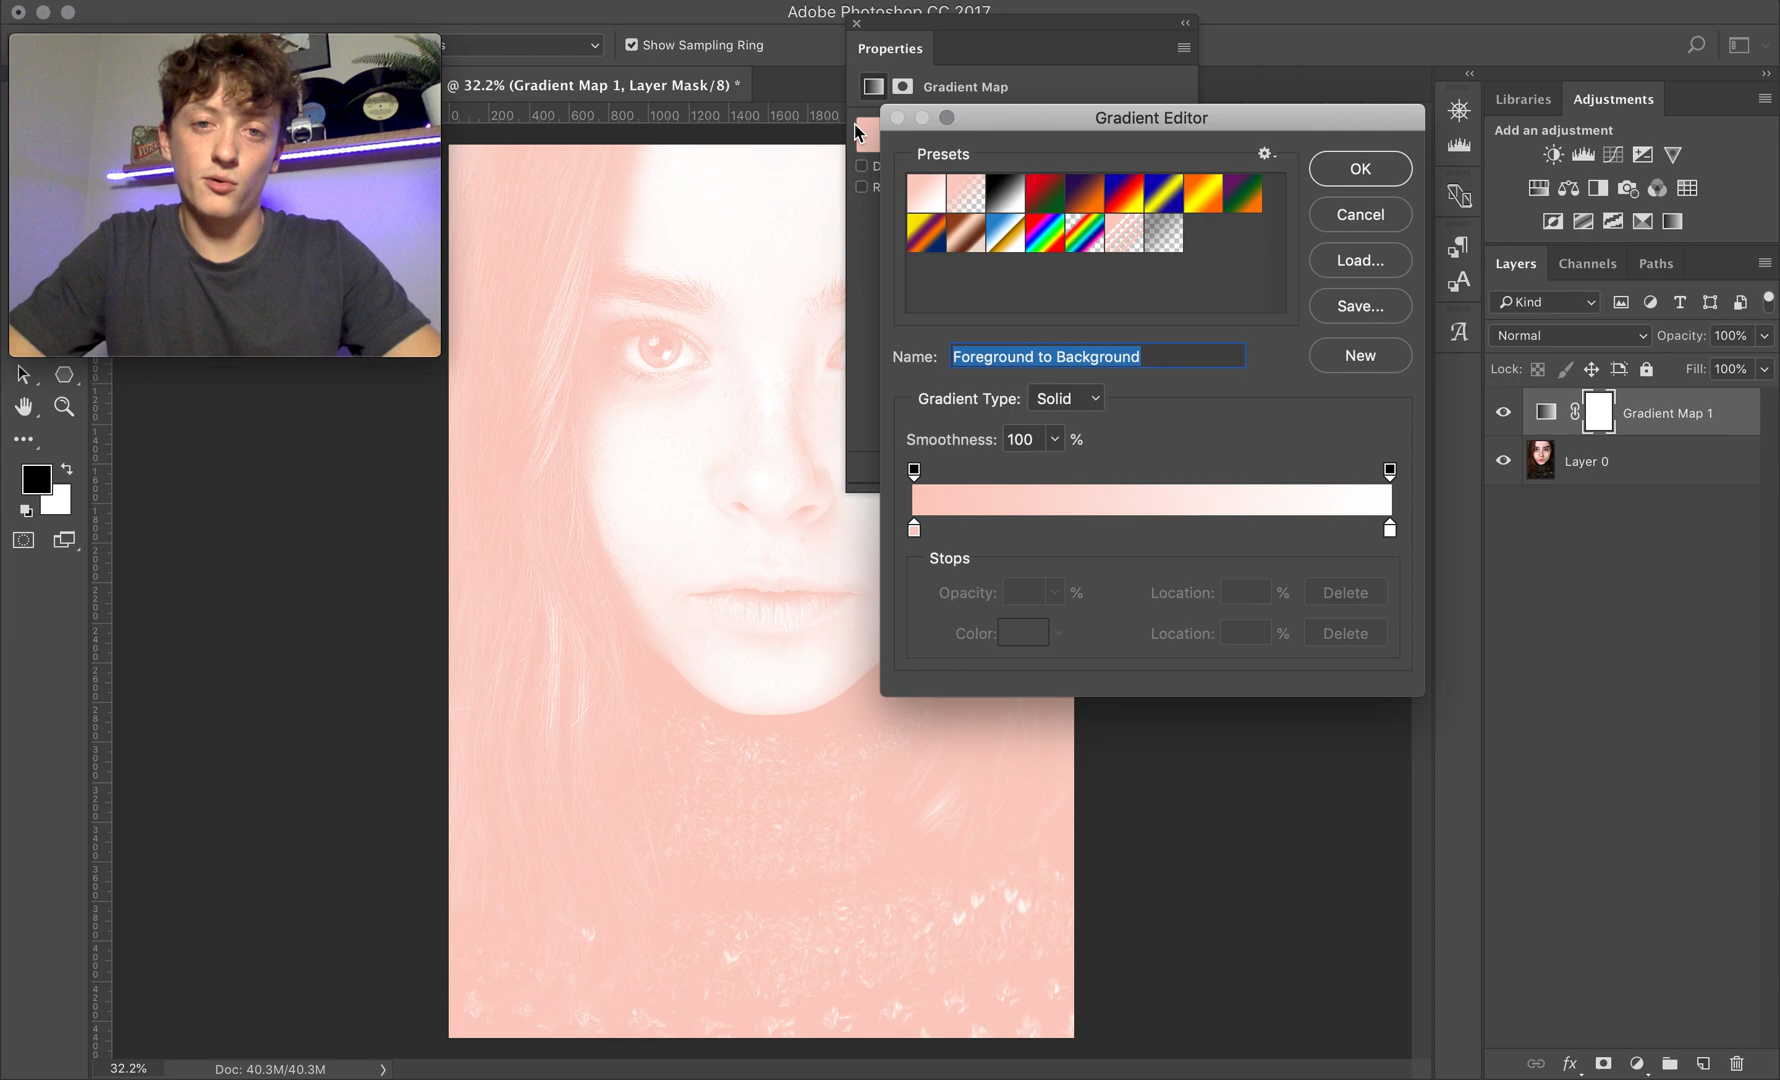 Adobe Photoshop CC 2017
Show Sampling Ring
Properties
@ 32.2% (Gradient Map 1, Layer Mask/8) *
Gradient Map
0 200 400 600 800 1000 1200 1400 1600 1800
Gradient Editor
Presets
OK
Cancel
Load...
Save...
Name: Foreground to Background
New
Gradient Type: Solid
Smoothness: 100 %
Stops
Opacity: % Location: % Delete
Color: Location: % Delete
Libraries Adjustments
Add an adjustment
Layers Channels Paths
Kind
Normal Opacity: 100%
Lock: Fill: 100%
Gradient Map 1
Layer 0
32.2% Doc: 40.3M/40.3M